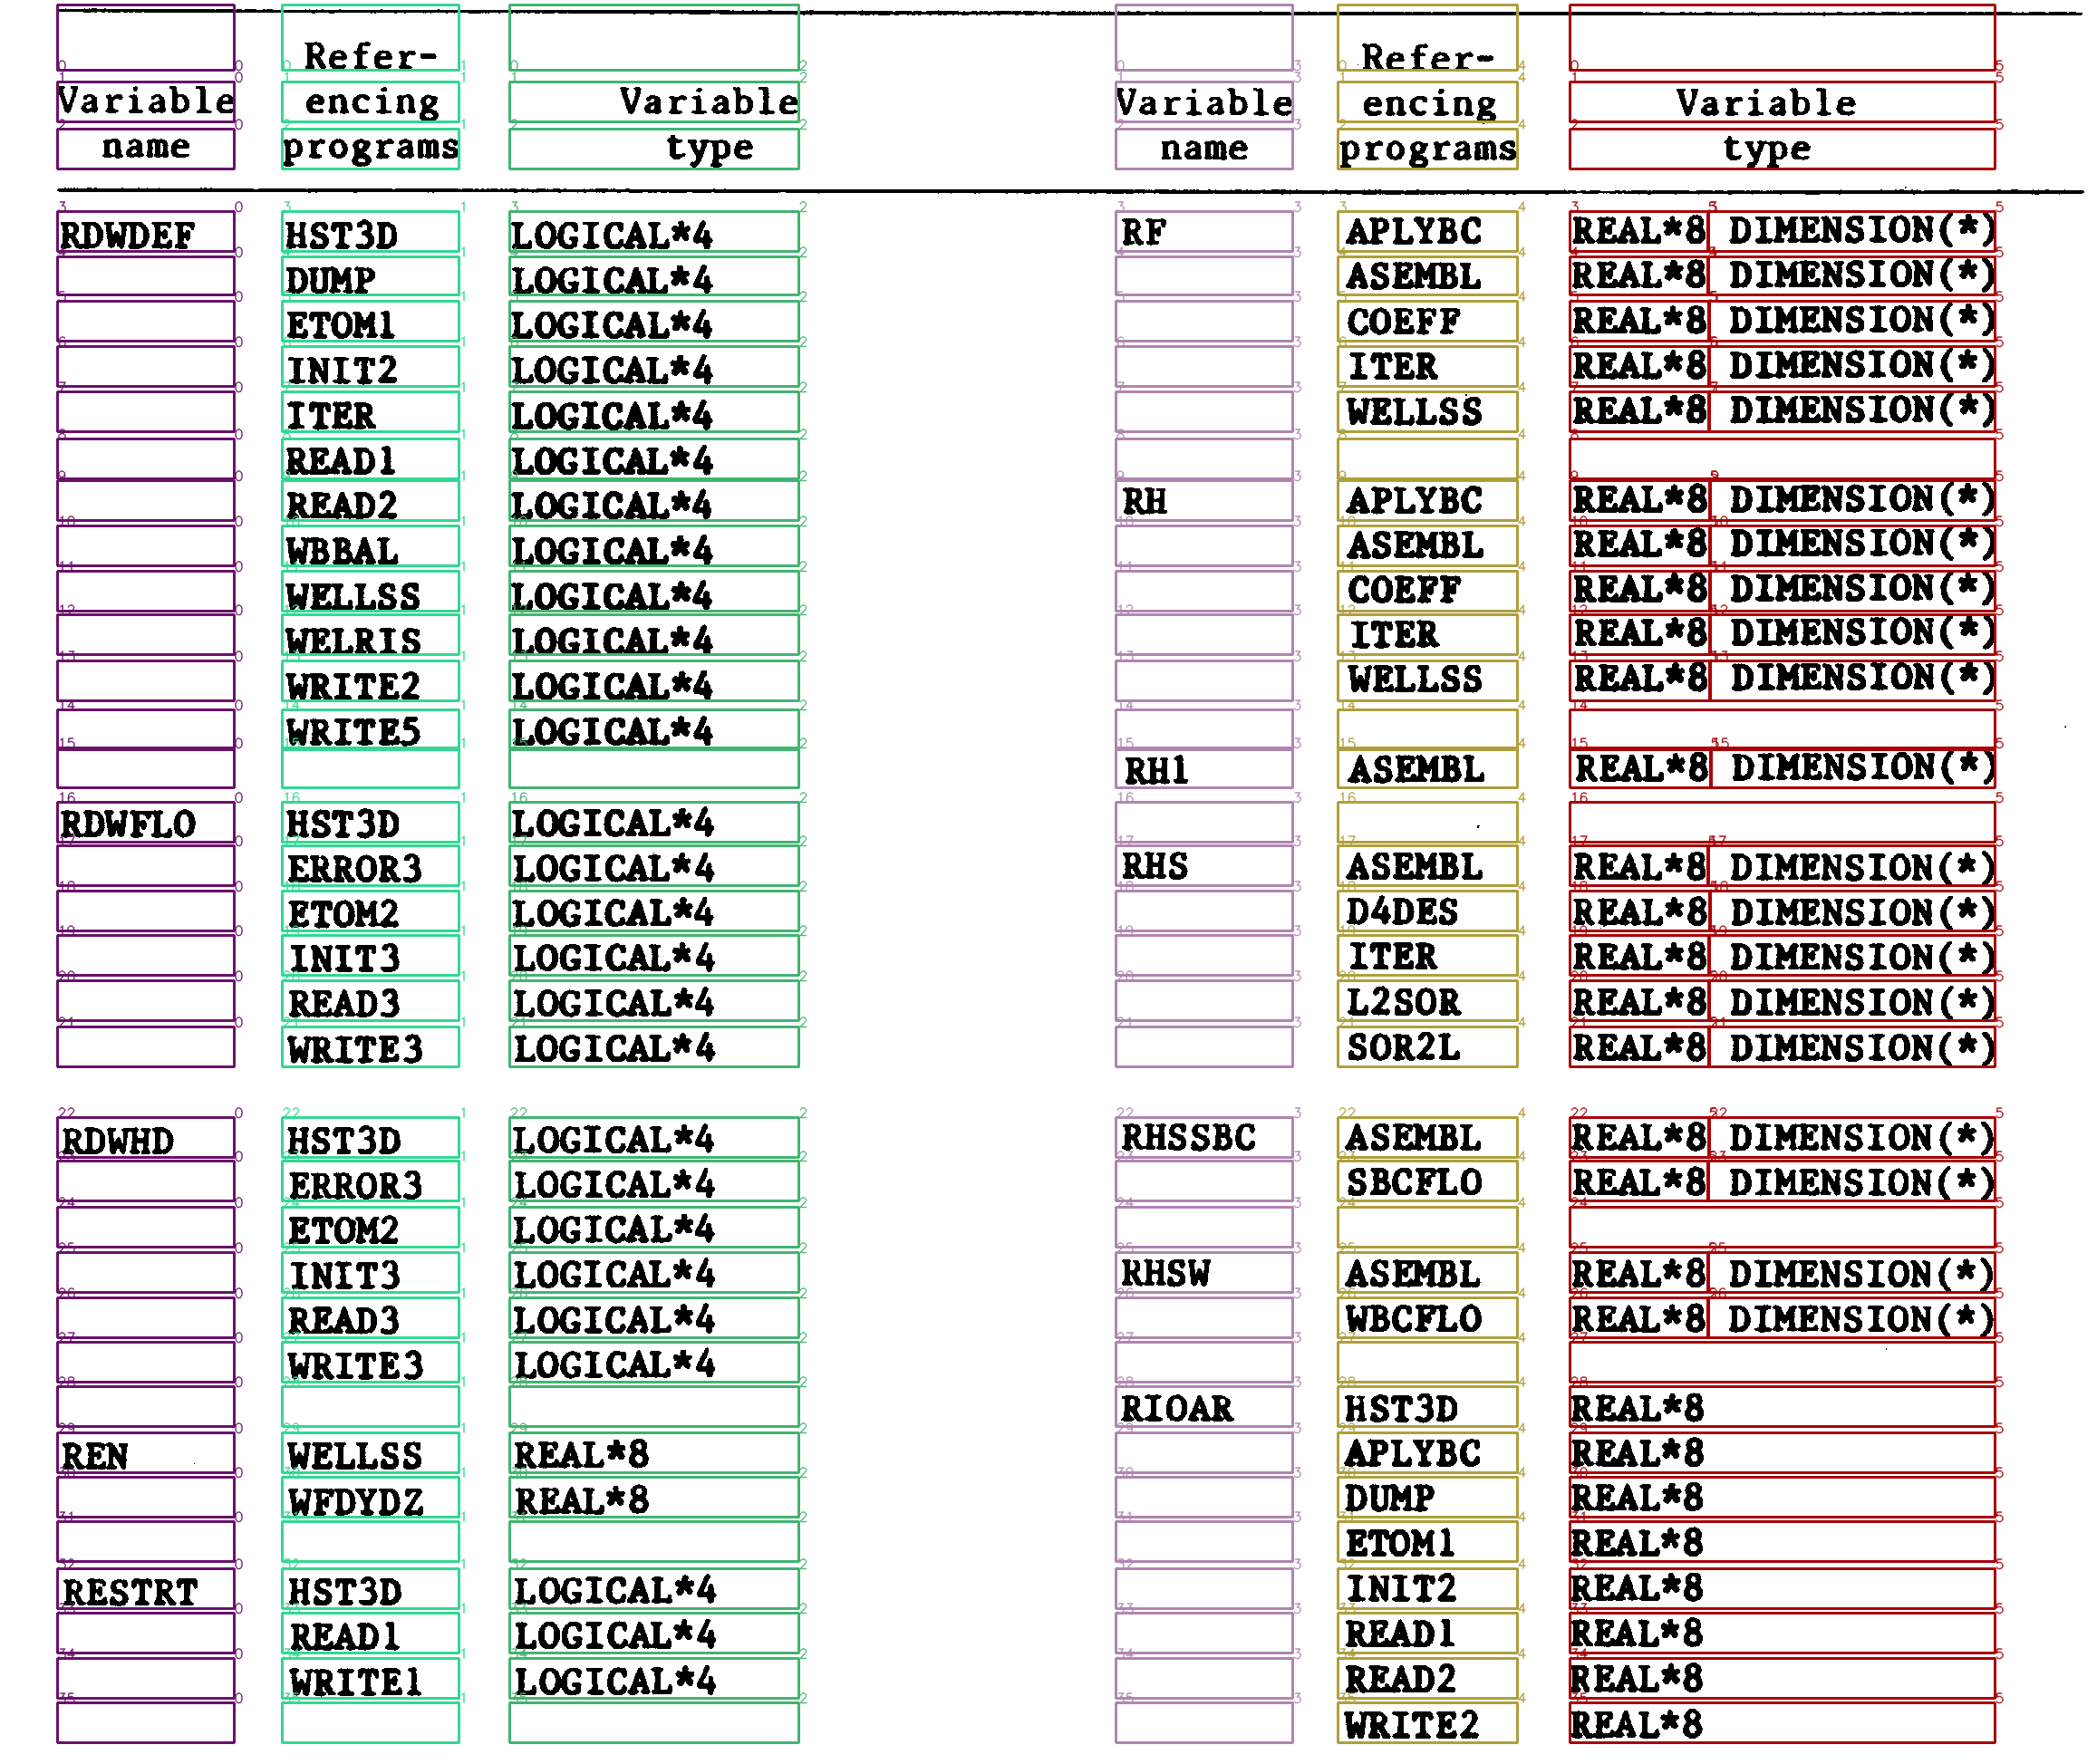 Refer- Refer-
Variable encing Variable Variable encing Variable
name programs type name programs type
RDWDEF HST3D LOGICAL*4 RF APLYBC REAL*8 DIMENSION(*)
DUMP LOGICAL*4 ASEMBL REAL*8 DIMENSION(*)
ETOM1 LOGICAL*4 COEFF REAL*8 DIMENSION(*)
INIT2 LOGICAL*4 ITER REAL*8 DIMENSION(*)
ITER LOGICAL*4 WELLSS REAL*8 DIMENSION(*)
READ1 LOGICAL*4
READ2 LOGICAL*4 RH APLYBC REAL*8 DIMENSION(*)
WBBAL LOGICAL*4 ASEMBL REAL*8 DIMENSION(*)
WELLSS LOGICAL*4 COEFF REAL*8 DIMENSION(*)
WELRIS LOGICAL*4 ITER REAL*8 DIMENSION(*)
WRITE2 LOGICAL*4 WELLSS REAL*8 DIMENSION(*)
WRITE5 LOGICAL*4
RH1 ASEMBL REAL*8 DIMENSION(*)
RDWFLO HST3D LOGICAL*4
ERROR3 LOGICAL*4 RHS ASEMBL REAL*8 DIMENSION(*)
ETOM2 LOGICAL*4 D4DES REAL*8 DIMENSION(*)
INIT3 LOGICAL*4 ITER REAL*8 DIMENSION(*)
READ3 LOGICAL*4 L2SOR REAL*8 DIMENSION(*)
WRITE3 LOGICAL*4 SOR2L REAL*8 DIMENSION(*)
RDWHD HST3D LOGICAL*4 RHSSBC ASEMBL REAL*8 DIMENSION(*)
ERROR3 LOGICAL*4 SBCFLO REAL*8 DIMENSION(*)
ETOM2 LOGICAL*4
INIT3 LOGICAL*4 RHSW ASEMBL REAL*8 DIMENSION(*)
READ3 LOGICAL*4 WBCFLO REAL*8 DIMENSION(*)
WRITE3 LOGICAL*4
RIOAR HST3D REAL*8
REN WELLSS REAL*8 APLYBC REAL*8
WFDYDZ REAL*8 DUMP REAL*8
ETOM1 REAL*8
RESTRT HST3D LOGICAL*4 INIT2 REAL*8
READ1 LOGICAL*4 READ1 REAL*8
WRITE1 LOGICAL*4 READ2 REAL*8
WRITE2 REAL*8